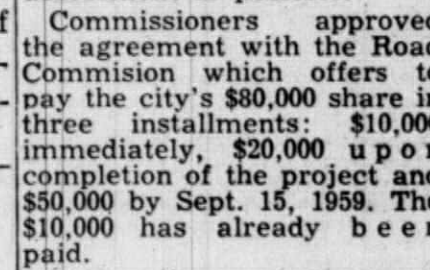 Commissioners approved
the agreement with the Road
Commision which offers to
pay the city's $80,000 share in
three installments: $10,000
immediately, $20,000 upon
completion of the project and
$50,000 by Sept. 15, 1959. The
$10,000 has already been
paid.